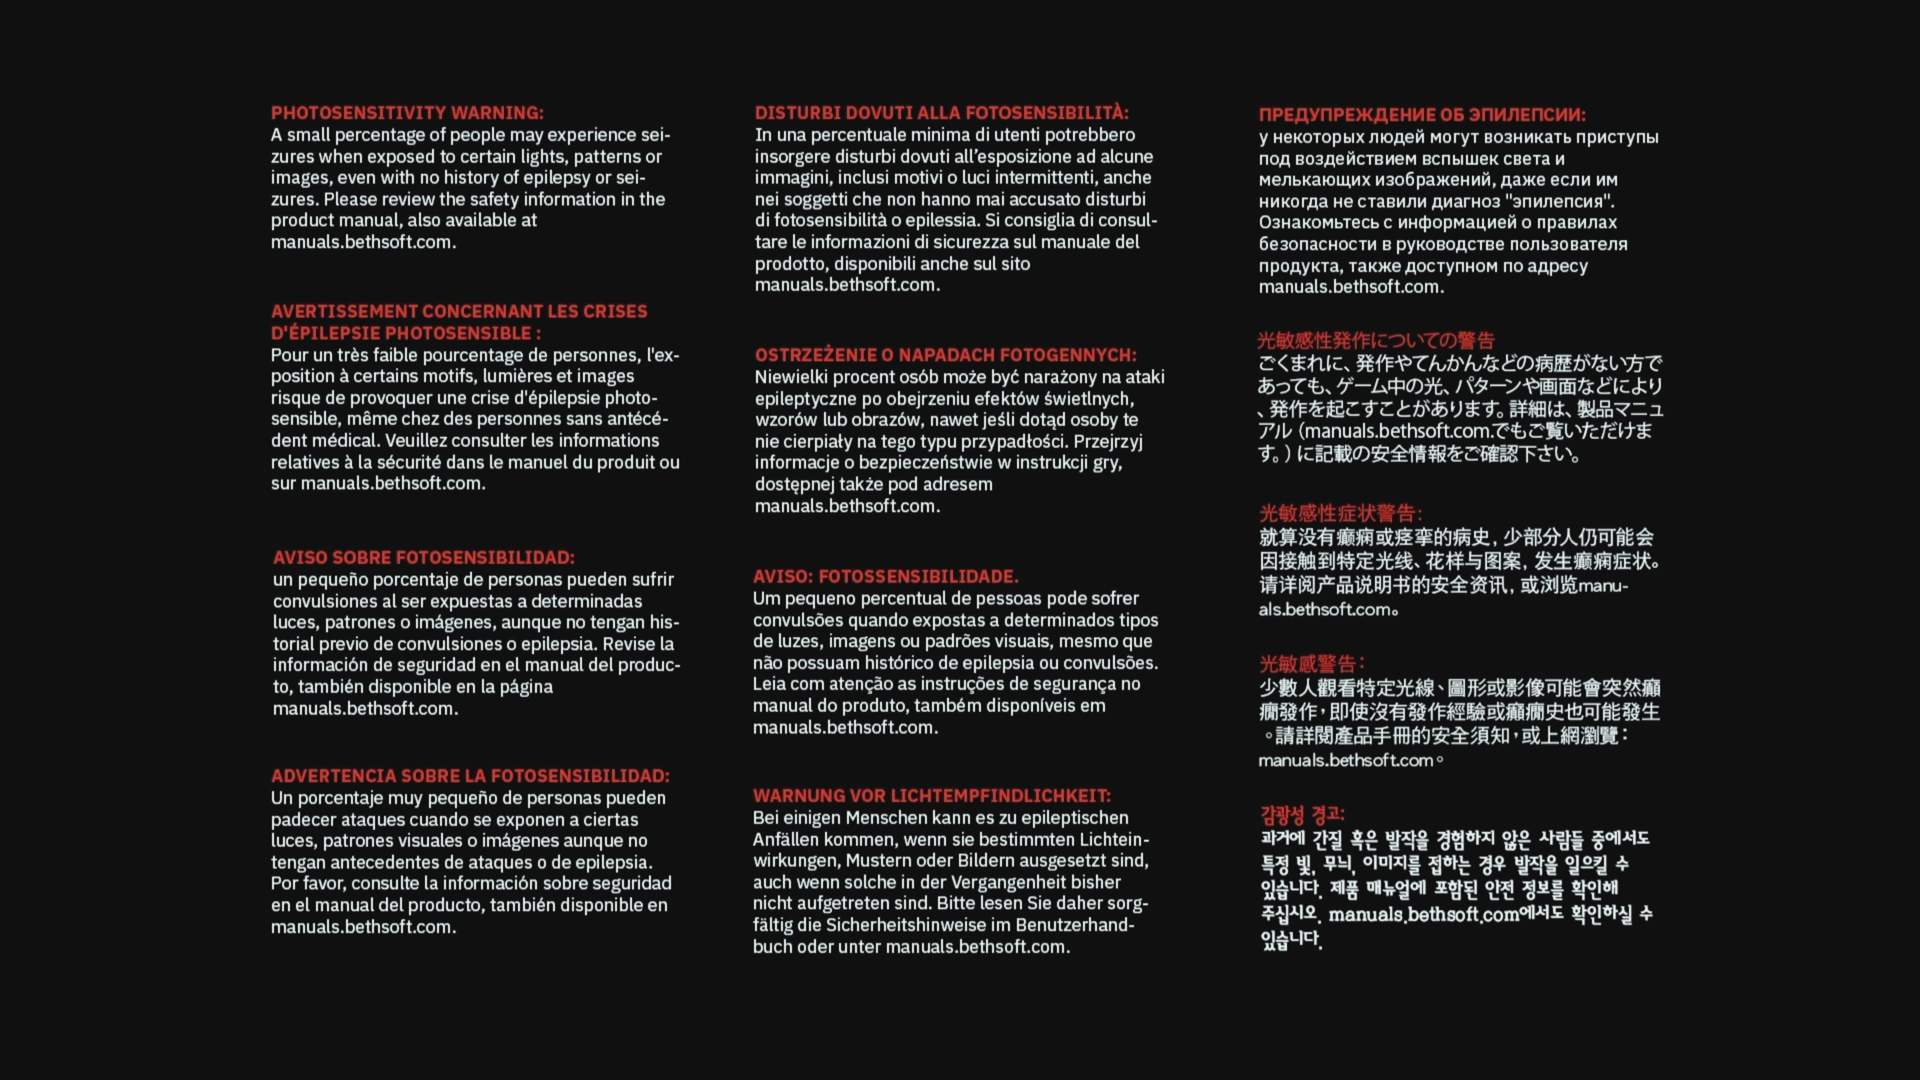 PHOTOSENSITIVITY WARNING:
A small percentage of people may experience sei-
zures when exposed to certain lights, patterns or
images, even with no history of epilepsy or sei-
zures. Please review the safety information in the
product manual, also available at
manuals.bethsoft.com.
AVERTISSEMENT CONCERNANT LES CRISES
D'ÉPILEPSIE PHOTOSENSIBLE :
Pour un très faible pourcentage de personnes, l'ex-
position à certains motifs, lumières et images
risque de provoquer une crise d'épilepsie photo-
sensible, même chez des personnes sans antécé-
dent médical. Veuillez consulter les informations
relatives à la sécurité dans le manuel du produit ou
sur manuals.bethsoft.com.
AVISO SOBRE FOTOSENSIBILIDAD:
un pequeño porcentaje de personas pueden sufrir
convulsiones al ser expuestas a determinadas
luces, patrones o imágenes, aunque no tengan his-
torial previo de convulsiones o epilepsia. Revise la
información de seguridad en el manual del produc-
to, también disponible en la página
manuals.bethsoft.com.
ADVERTENCIA SOBRE LA FOTOSENSIBILIDAD:
Un porcentaje muy pequeño de personas pueden
padecer ataques cuando se exponen a ciertas
luces, patrones visuales o imágenes aunque no
tengan antecedentes de ataques o de epilepsia.
Por favor, consulte la información sobre seguridad
en el manual del producto, también disponible en
manuals.bethsoft.com.
DISTURBI DOVUTI ALLA FOTOSENSIBILITÀ:
In una percentuale minima di utenti potrebbero
insorgere disturbi dovuti all’esposizione ad alcune
immagini, inclusi motivi o luci intermittenti, anche
nei soggetti che non hanno mai accusato disturbi
di fotosensibilità o epilessia. Si consiglia di consul-
tare le informazioni di sicurezza sul manuale del
prodotto, disponibili anche sul sito
manuals.bethsoft.com.
OSTRZEŻENIE O NAPADACH FOTOGENNYCH:
Niewielki procent osób może być narażony na ataki
epileptyczne po obejrzeniu efektów świetlnych,
wzorów lub obrazów, nawet jeśli dotąd osoby te
nie cierpiały na tego typu przypadłości. Przejrzyj
informacje o bezpieczeństwie w instrukcji gry,
dostępnej także pod adresem
manuals.bethsoft.com.
AVISO: FOTOSSENSIBILIDADE.
Um pequeno percentual de pessoas pode sofrer
convulsões quando expostas a determinados tipos
de luzes, imagens ou padrões visuais, mesmo que
não possuam histórico de epilepsia ou convulsões.
Leia com atenção as instruções de segurança no
manual do produto, também disponíveis em
manuals.bethsoft.com.
WARNUNG VOR LICHTEMPFINDLICHKEIT:
Bei einigen Menschen kann es zu epileptischen
Anfällen kommen, wenn sie bestimmten Lichtein-
wirkungen, Mustern oder Bildern ausgesetzt sind,
auch wenn solche in der Vergangenheit bisher
nicht aufgetreten sind. Bitte lesen Sie daher sorg-
fältig die Sicherheitshinweise im Benutzerhand-
buch oder unter manuals.bethsoft.com.
ПРЕДУПРЕЖДЕНИЕ ОБ ЭПИЛЕПСИИ:
у некоторых людей могут возникать приступы
под воздействием вспышек света и
мелькающих изображений, даже если им
никогда не ставили диагноз "эпилепсия".
Ознакомьтесь с информацией о правилах
безопасности в руководстве пользователя
продукта, также доступном по адресу
manuals.bethsoft.com.
光敏感性発作についての警告
ごくまれに、発作やてんかんなどの病歴がない方で
あっても、ゲーム中の光、パターンや画面などにより
、発作を起こすことがあります。詳細は、製品マニュ
アル（manuals.bethsoft.com.でもご覧いただけま
す。）に記載の安全情報をご確認下さい。
光敏感性症状警告：
就算没有癫痫或痉挛的病史，少部分人仍可能会
因接触到特定光线、花样与图案，发生癫痫症状。
请详阅产品说明书的安全资讯，或浏览manu-
als.bethsoft.com。
光敏感警告：
少數人觀看特定光線、圖形或影像可能會突然癲
癇發作，即使沒有發作經驗或癲癇史也可能發生
。請詳閱產品手冊的安全須知，或上網瀏覽：
manuals.bethsoft.com。
감광성 경고:
과거에 간질 혹은 발작을 경험하지 않은 사람들 중에서도
특정 빛, 무늬, 이미지를 접하는 경우 발작을 일으킬 수
있습니다. 제품 매뉴얼에 포함된 안전 정보를 확인해
주십시오. manuals.bethsoft.com에서도 확인하실 수
있습니다.